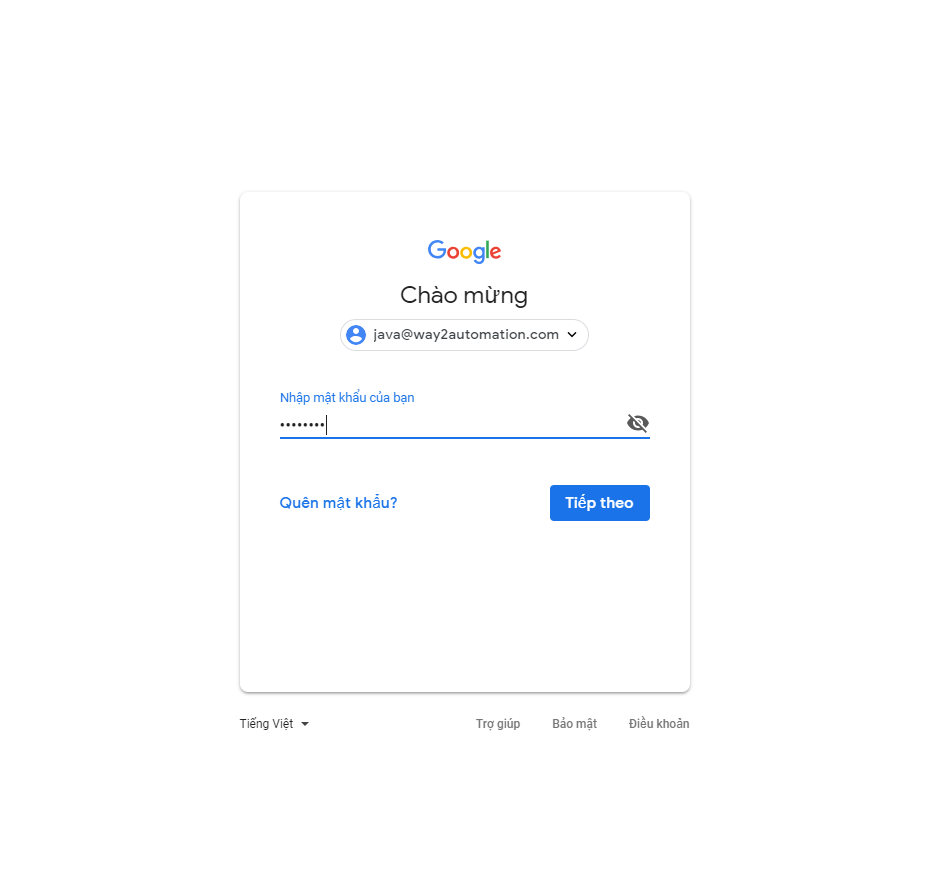 Google
Chào mừng
java@way2automation.com
Nhập mật khẩu của bạn
••••••••
Quên mật khẩu?
Tiếp theo
Tiếng Việt
Trợ giúp Bảo mật Điều khoản